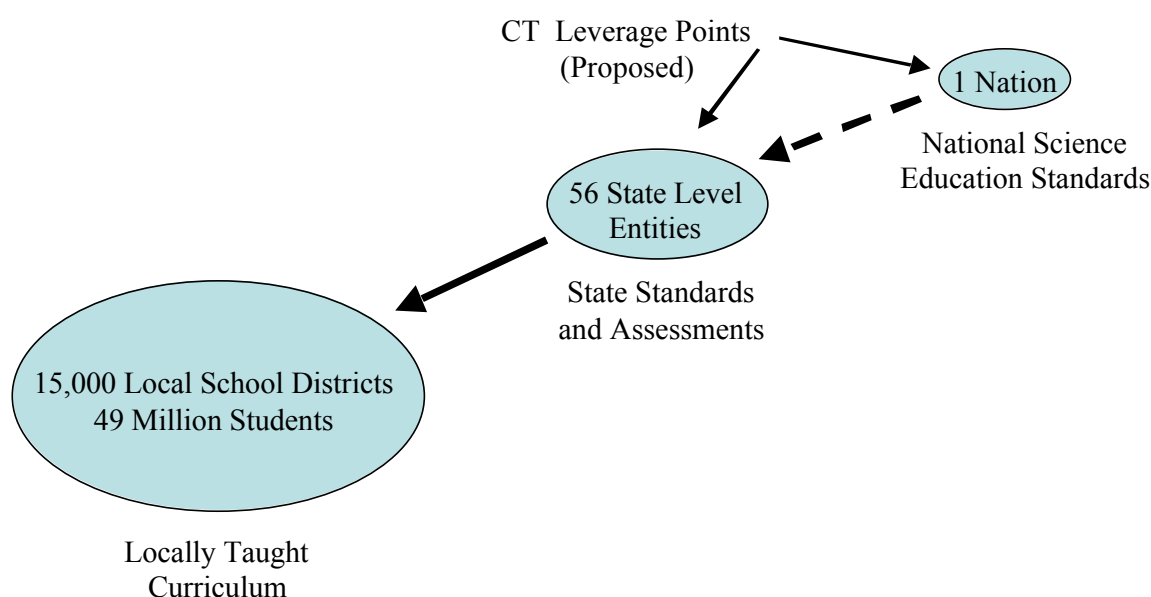 CT Leverage Points
(Proposed)
1 Nation
National Science
Education Standards
56 State Level
Entities
State Standards
and Assessments
15,000 Local School Districts
49 Million Students
Locally Taught
Curriculum